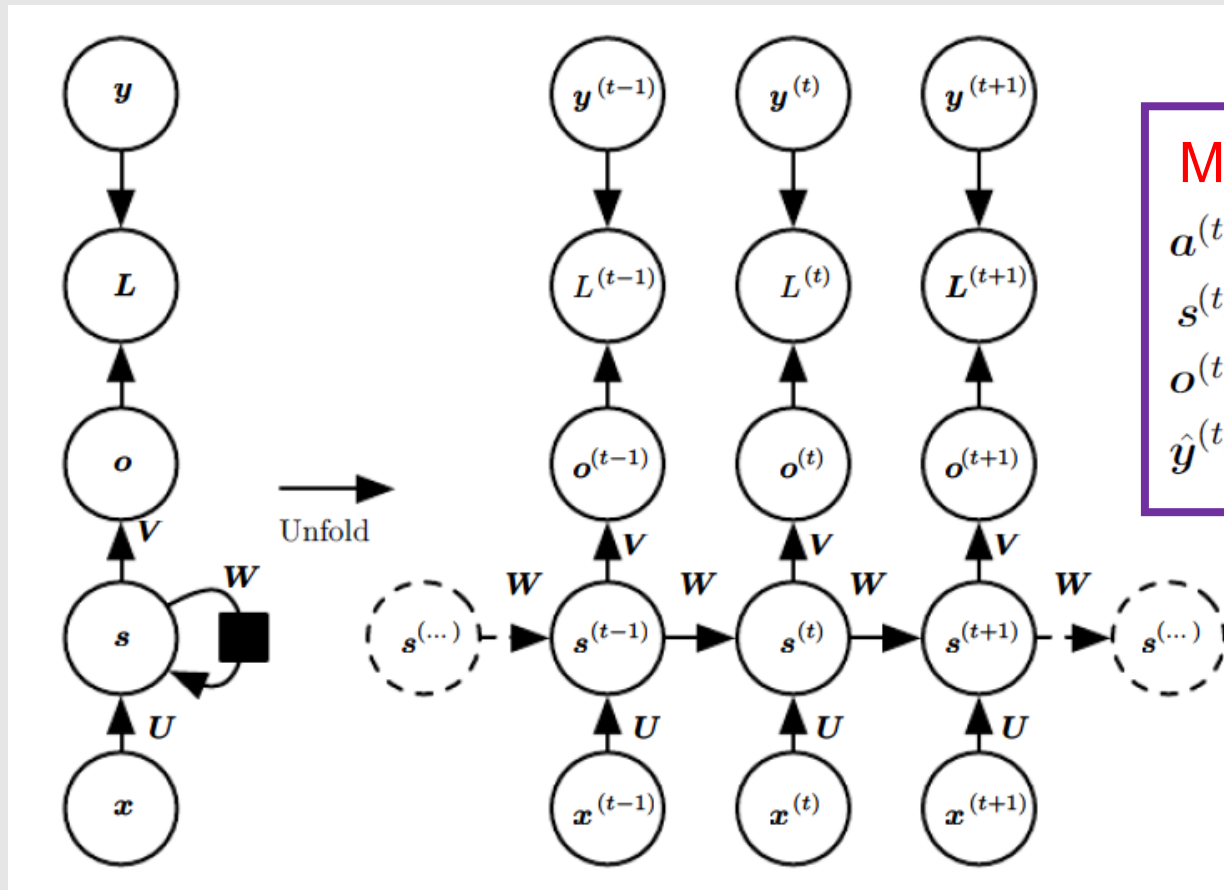 y y^(t−1) y^(t) y^(t+1)
M
a^(t
L L^(t−1) L^(t) L^(t+1)
s^(t
o^(t
ŷ^(t
o o^(t−1) o^(t) o^(t+1)
Unfold
V V V V
W W W W W
s s^(...) s^(t−1) s^(t) s^(t+1) s^(...)
U U U U
x x^(t−1) x^(t) x^(t+1)